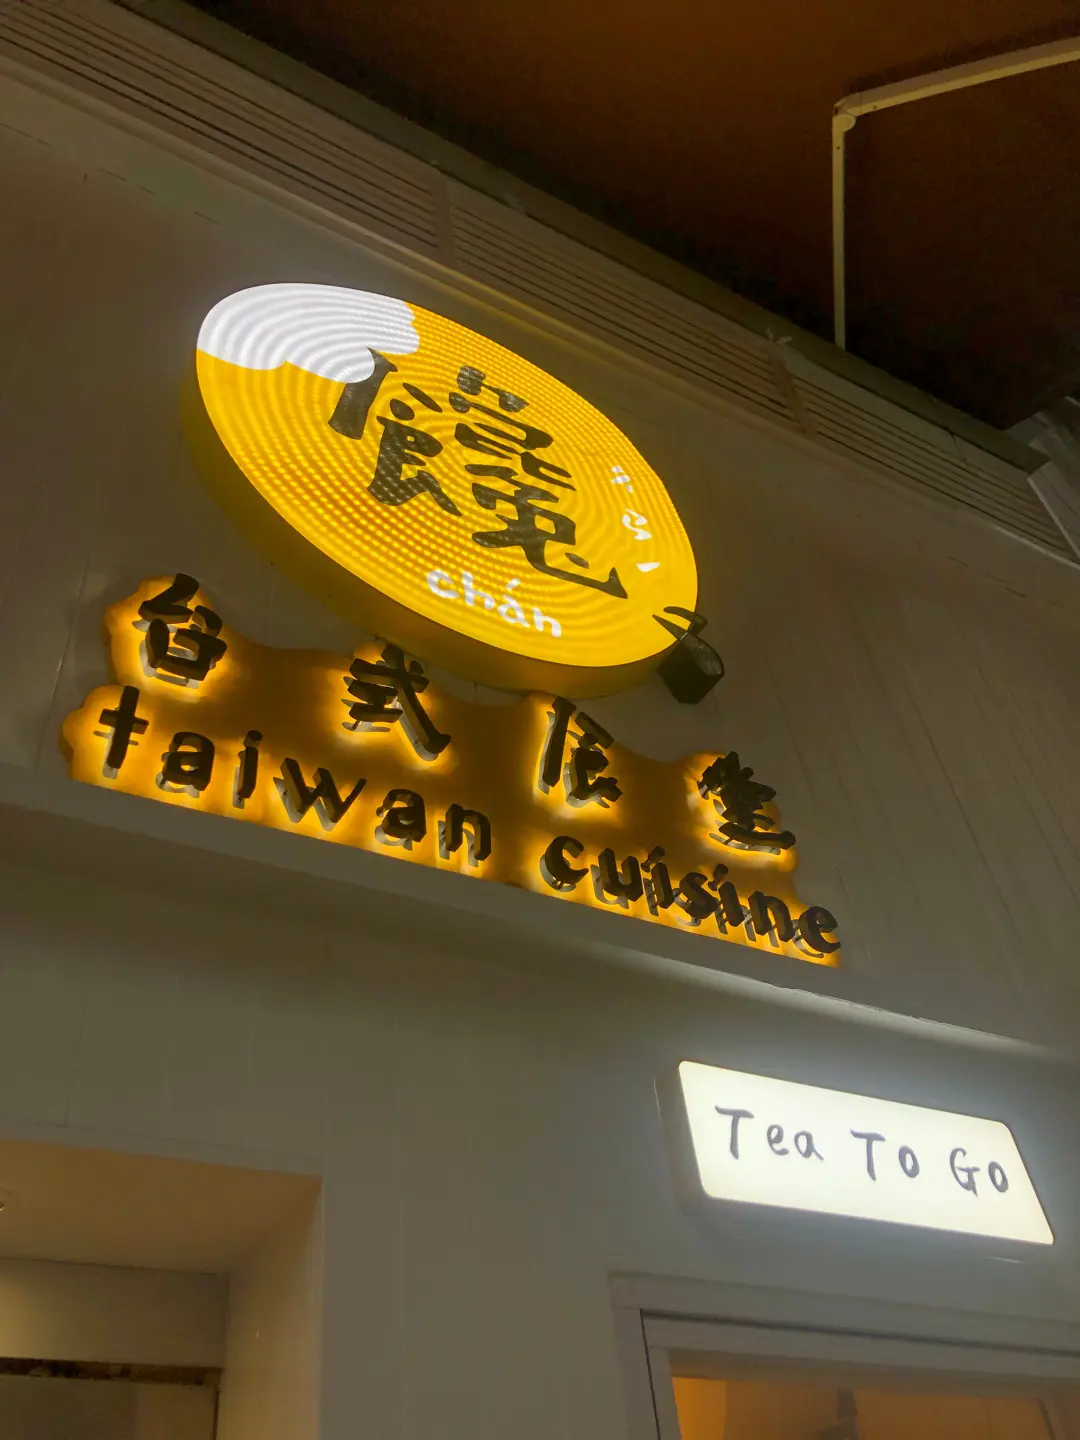 饞
ㄔㄢˊ
chán
台式食堂
taiwan cuisine
Tea To Go